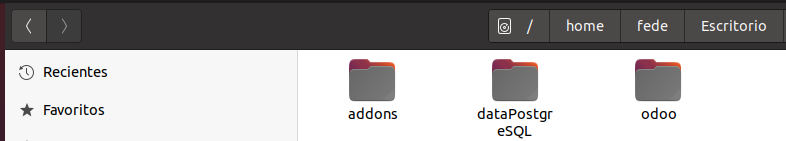 / home fede Escritorio
Recientes
Favoritos
addons dataPostgr odoo
eSQL